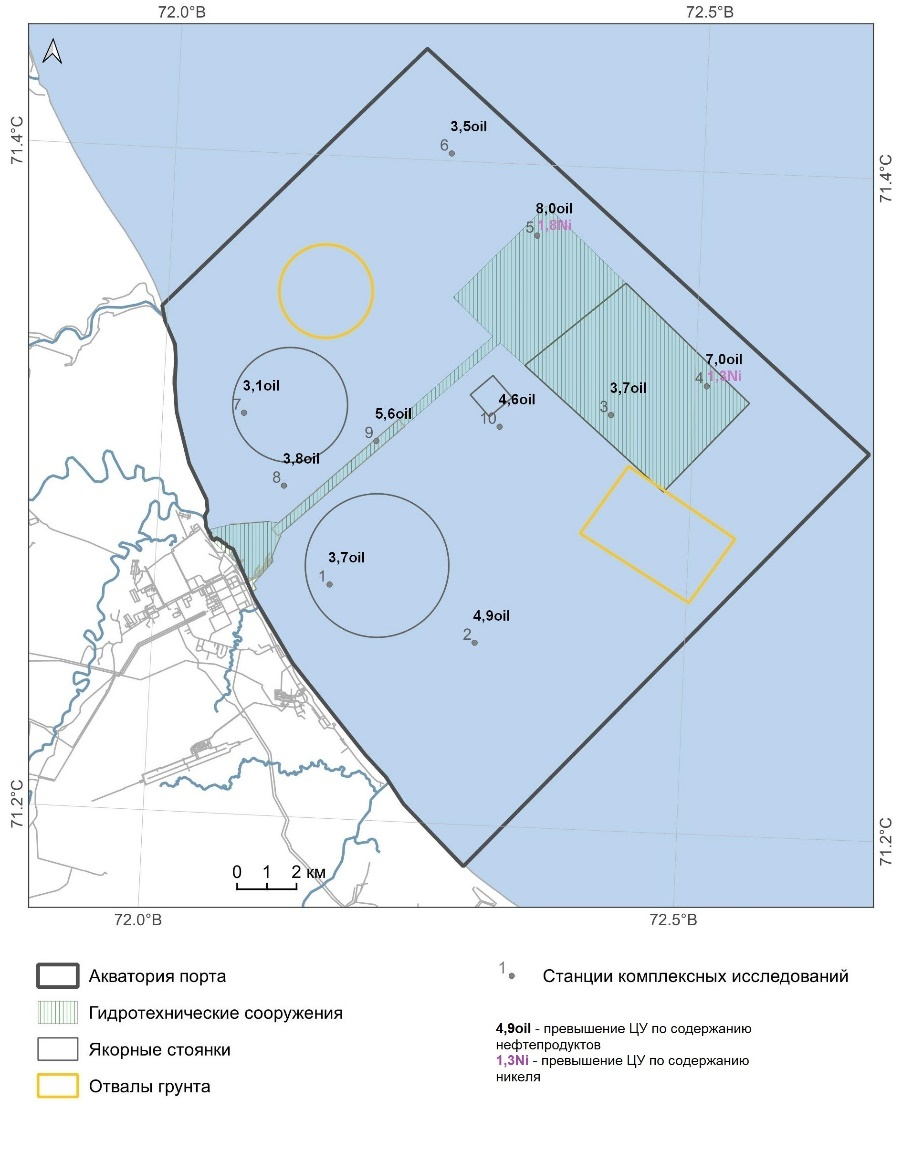 72.0°В
72.5°В
71.4°С
71.4°С
3,5oil
6
8,0oil
5
1,8Ni
7,0oil
4
1,3Ni
3,1oil
7
3,7oil
3
4,6oil
10
5,6oil
9
3,8oil
8
3,7oil
1
4,9oil
2
71.2°С
71.2°С
0 1 2 км
72.0°В
72.5°В
Акватория порта
Гидротехнические сооружения
Якорные стоянки
Отвалы грунта
1
Станции комплексных исследований
4,9oil - превышение ЦУ по содержанию
нефтепродуктов
1,3Ni - превышение ЦУ по содержанию
никеля